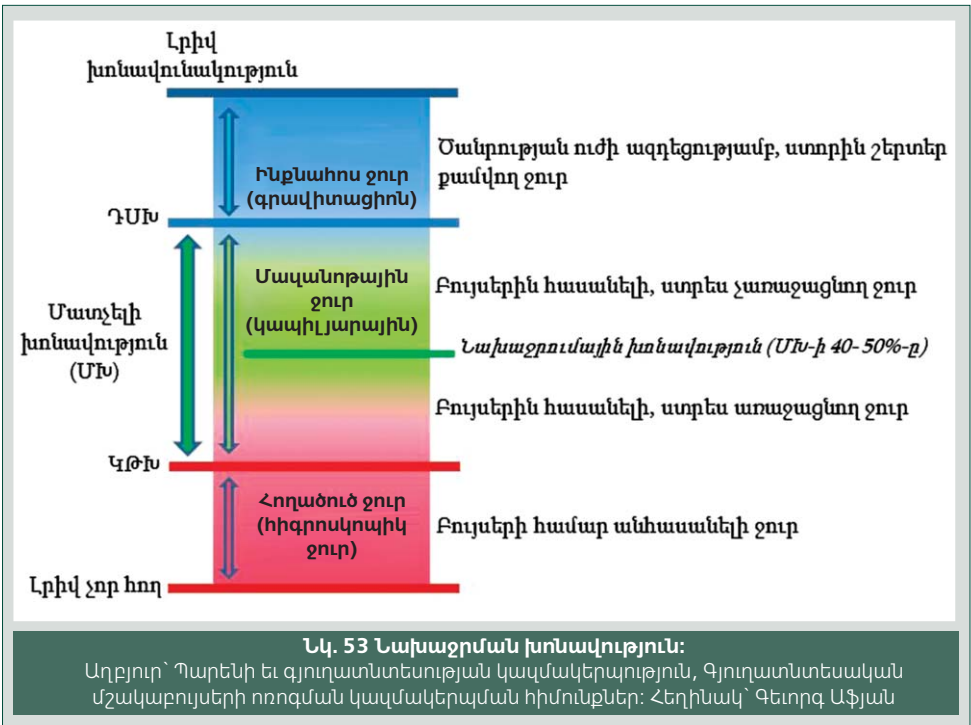 Լրիվ
խոնավունակություն
Ինքնահոս ջուր
(գրավիտացիոն)
Ծանրության ուժի ազդեցությամբ, ստորին շերտեր
քամվող ջուր
ԴՍԽ
Մազանոթային
ջուր
(կապիլյարային)
Բույսերին հասանելի, ստրես չառաջացնող ջուր
Մատչելի
խոնավություն
(ՄԽ)
Նախաջրումային խոնավություն (ՄԽ-ի 40-50%-ը)
Բույսերին հասանելի, ստրես առաջացնող ջուր
ԿԹԽ
Հողածուծ ջուր
(հիգրոսկոպիկ
ջուր)
Բույսերի համար անհասանելի ջուր
Լրիվ չոր հող
Նկ. 53 Նախաջրման խոնավություն:
Աղբյուր՝ Պարենի եւ գյուղատնտեսության կազմակերպություն, Գյուղատնտեսական
մշակաբույսերի ոռոգման կազմակերպման հիմունքներ: Հեղինակ՝ Գեւորգ Աֆյան